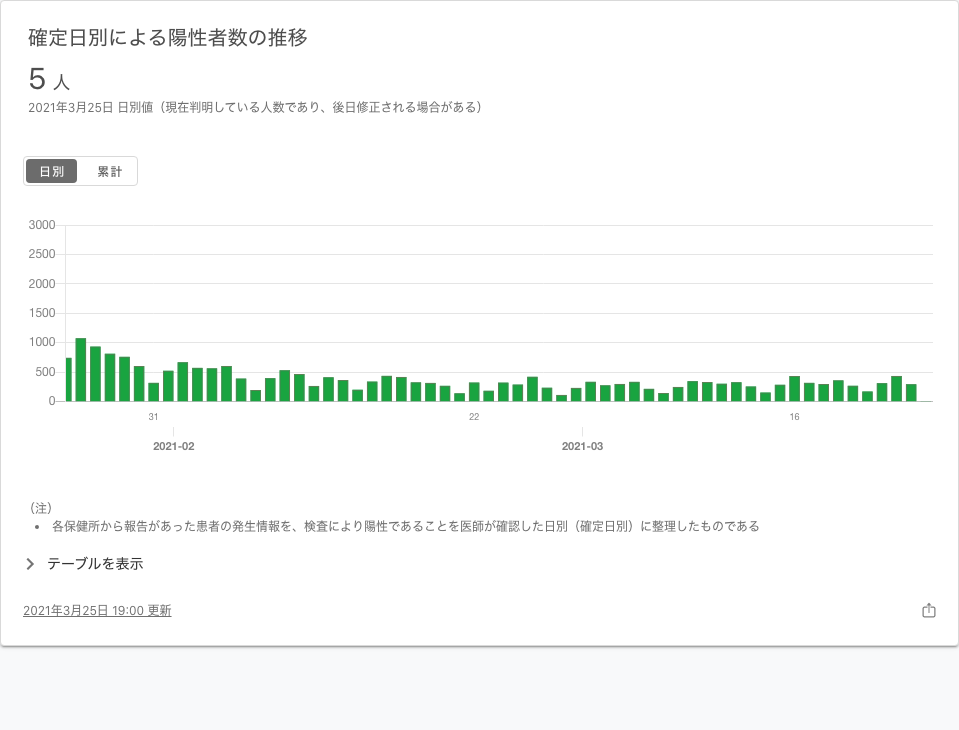 確定日別による陽性者数の推移
5 人
2021年3月25日 日別値（現在判明している人数であり、後日修正される場合がある）
日別 累計
3000
2500
2000
1500
1000
500
0
31 22 16
2021-02 2021-03
（注）
• 各保健所から報告があった患者の発生情報を、検査により陽性であることを医師が確認した日別（確定日別）に整理したものである
テーブルを表示
2021年3月25日 19:00 更新